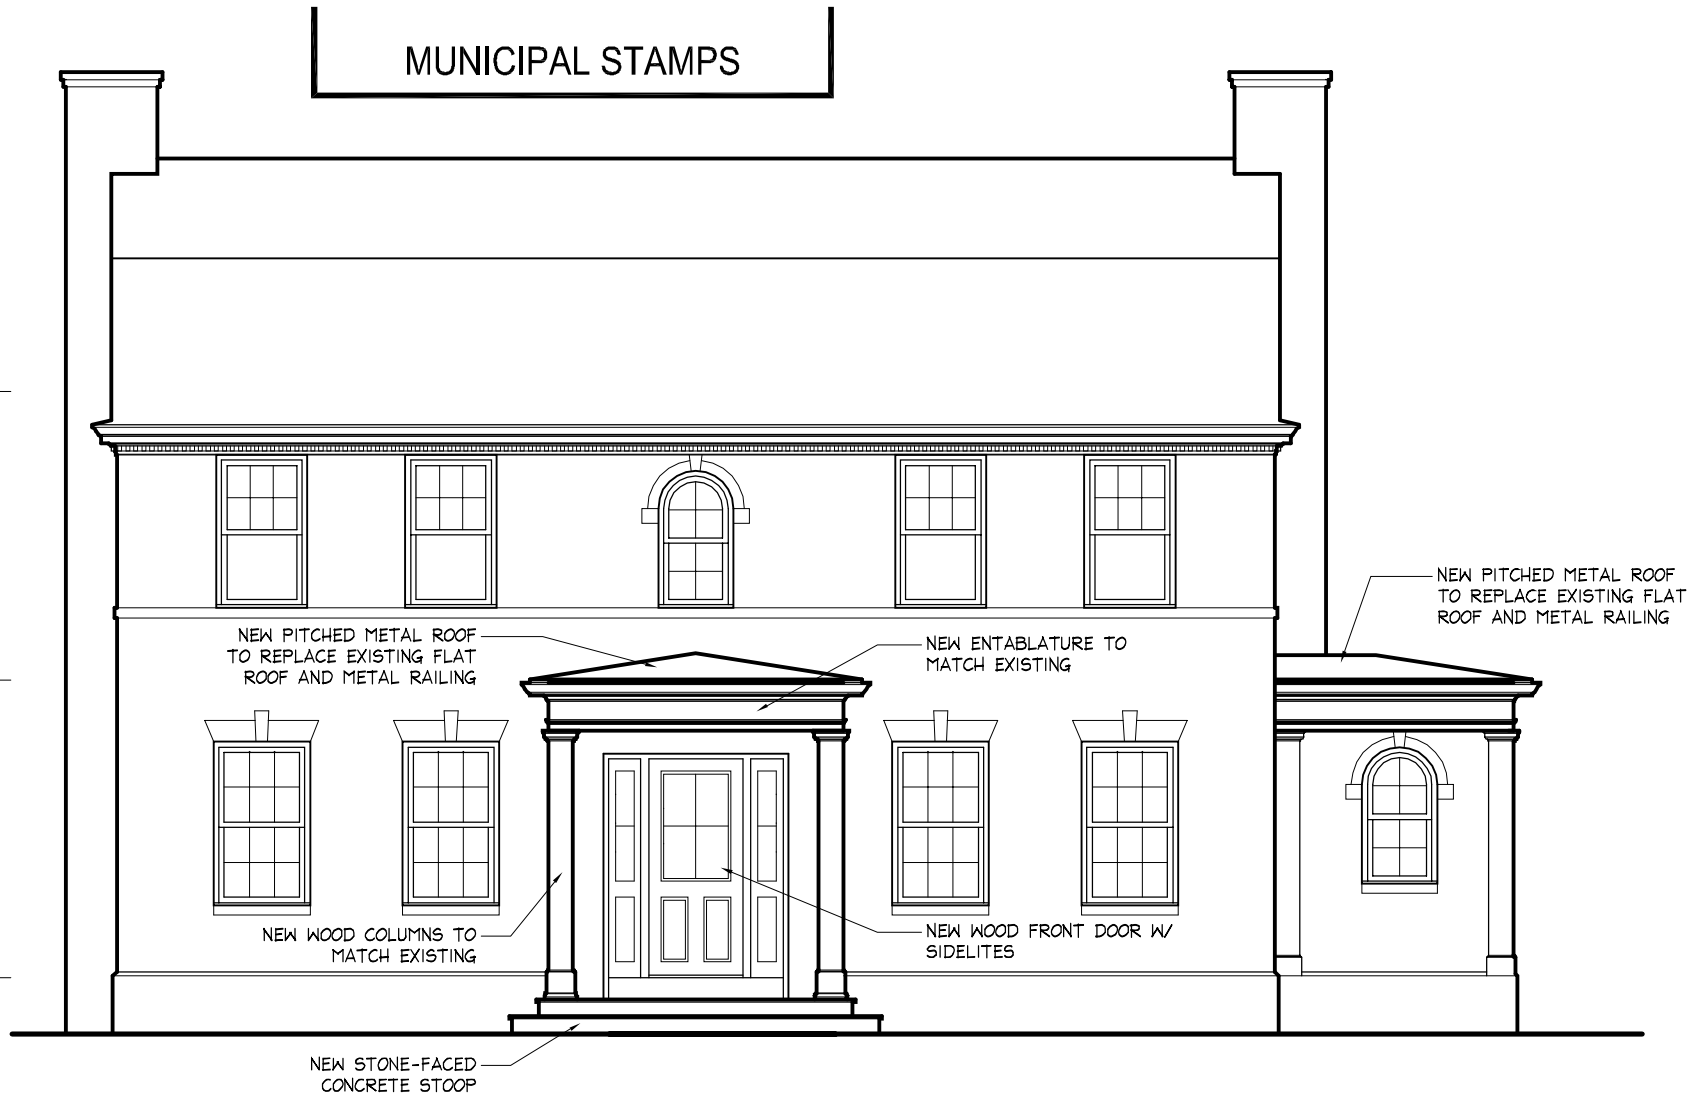 MUNICIPAL STAMPS
NEW PITCHED METAL ROOF
TO REPLACE EXISTING FLAT
ROOF AND METAL RAILING
NEW PITCHED METAL ROOF
TO REPLACE EXISTING FLAT
ROOF AND METAL RAILING
NEW ENTABLATURE TO
MATCH EXISTING
NEW WOOD COLUMNS TO
MATCH EXISTING
NEW WOOD FRONT DOOR W/
SIDELITES
NEW STONE-FACED
CONCRETE STOOP